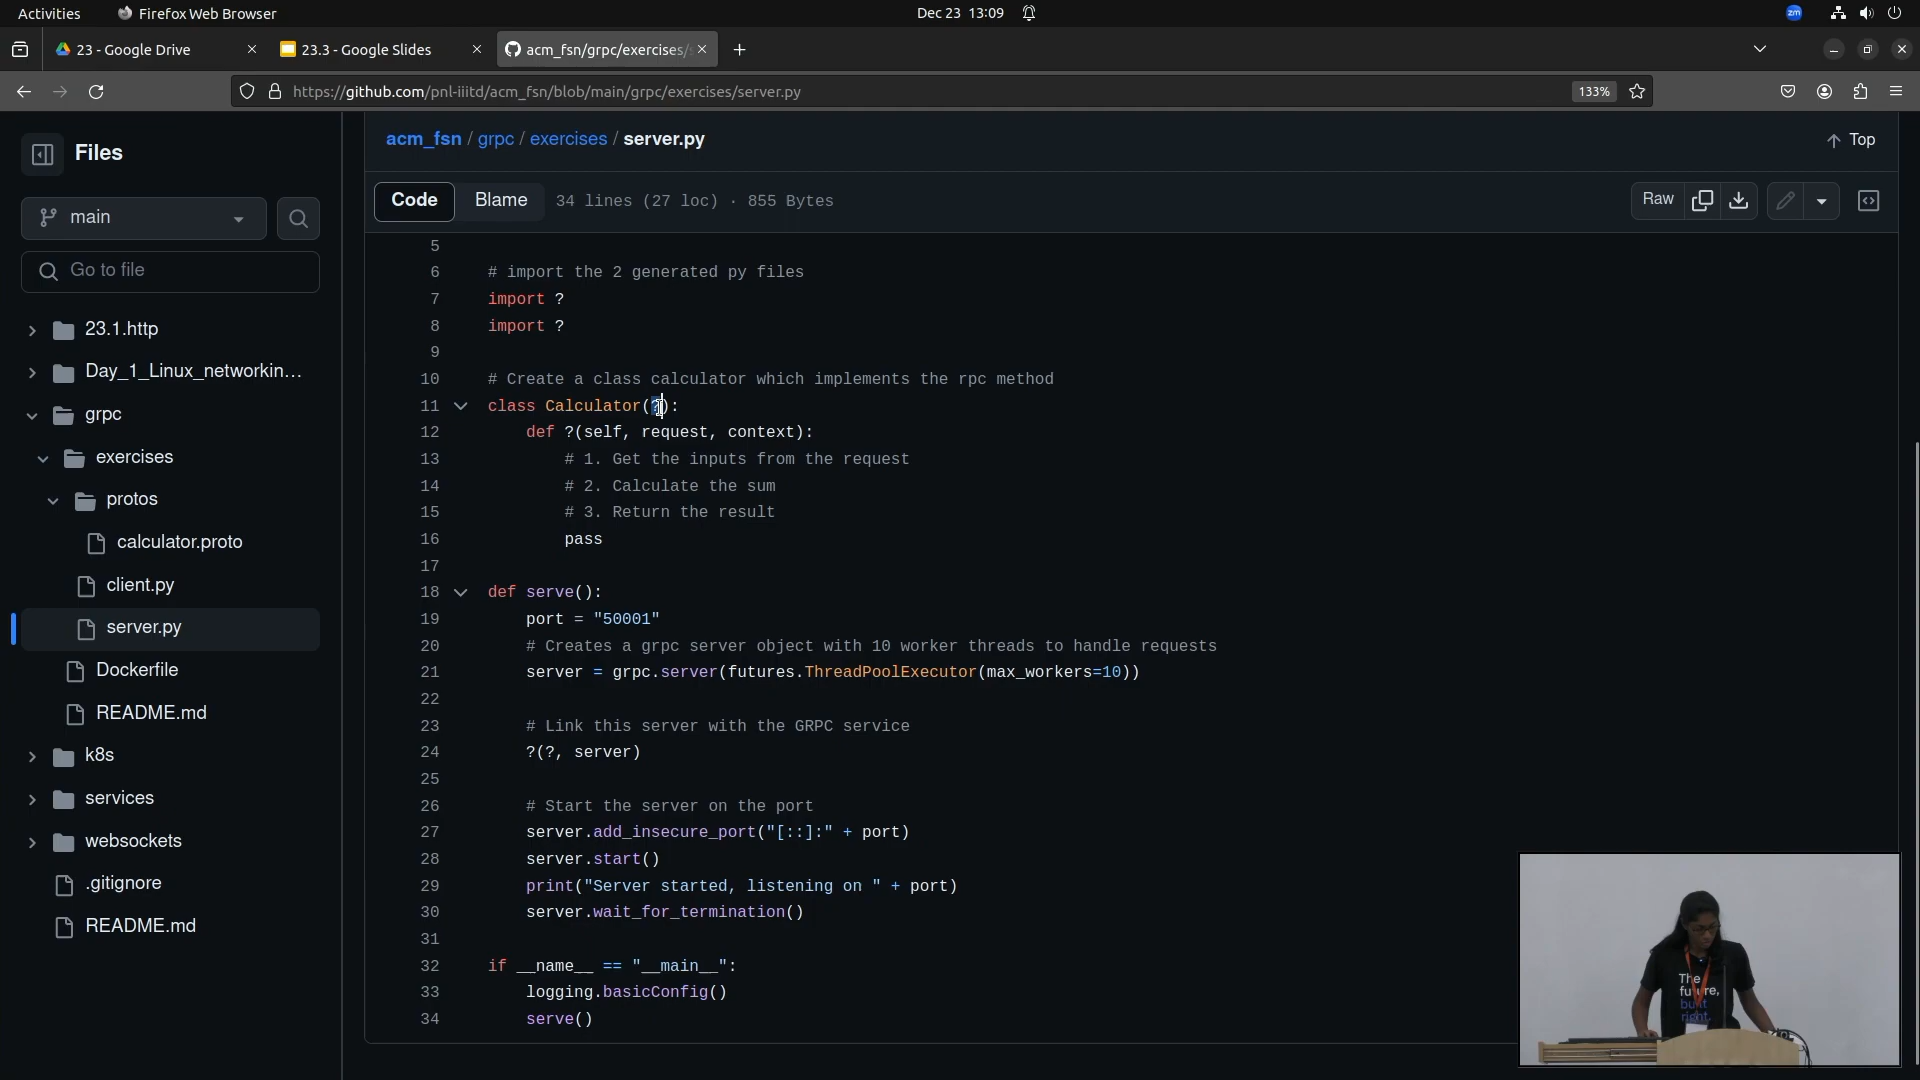 Activities
Firefox Web Browser
Dec 23 13:09
zm
23 - Google Drive
23.3 - Google Slides
acm_fsn/grpc/exercises/s
https://github.com/pnl-iiitd/acm_fsn/blob/main/grpc/exercises/server.py
133%
Files
main
Go to file
23.1.http
Day_1_Linux_networkin...
grpc
exercises
protos
calculator.proto
client.py
server.py
Dockerfile
README.md
k8s
services
websockets
.gitignore
README.md
acm_fsn / grpc / exercises / server.py
Top
Code
Blame
34 lines (27 loc) · 855 Bytes
Raw
5
6 # import the 2 generated py files
7 import ?
8 import ?
9
10 # Create a class calculator which implements the rpc method
11 class Calculator(?):
12 def ?(self, request, context):
13 # 1. Get the inputs from the request
14 # 2. Calculate the sum
15 # 3. Return the result
16 pass
17
18 def serve():
19 port = "50001"
20 # Creates a grpc server object with 10 worker threads to handle requests
21 server = grpc.server(futures.ThreadPoolExecutor(max_workers=10))
22
23 # Link this server with the GRPC service
24 ?(?, server)
25
26 # Start the server on the port
27 server.add_insecure_port("[::]:" + port)
28 server.start()
29 print("Server started, listening on " + port)
30 server.wait_for_termination()
31
32 if __name__ == "__main__":
33 logging.basicConfig()
34 serve()
The
future,
built
right.